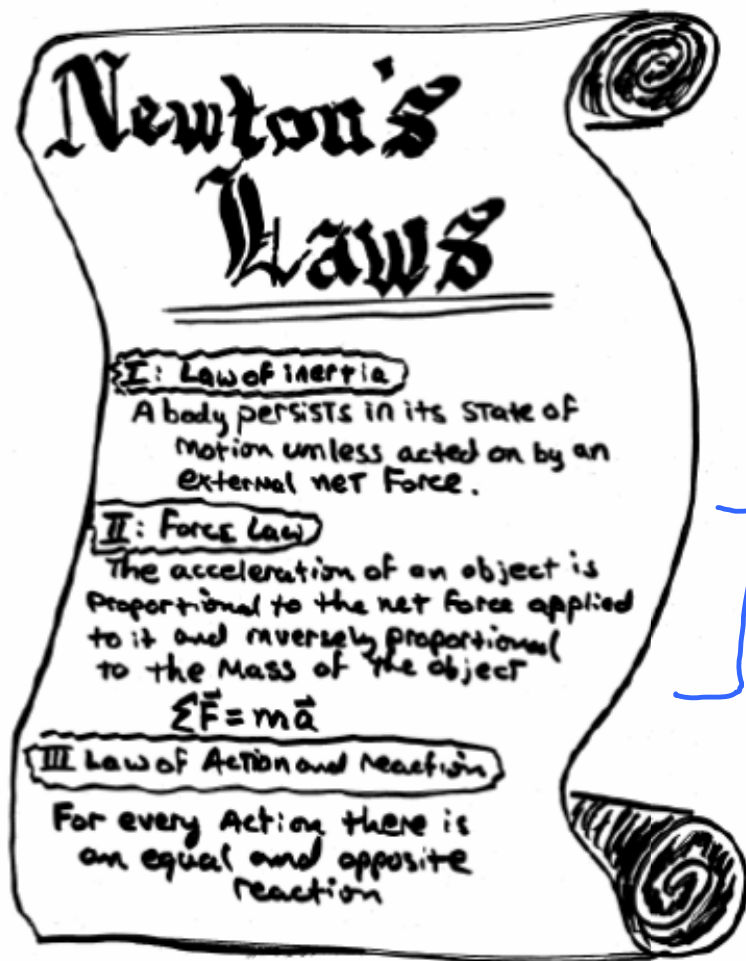 Newton's
Laws
I: Law of inertia
A body persists in its state of
motion unless acted on by an
external net Force.
II: Force Law
The acceleration of an object is
proportional to the net force applied
to it and inversely proportional
to the Mass of the object
ΣF⃗ = ma⃗
III Law of Action and reaction
For every Action there is
an equal and opposite
reaction